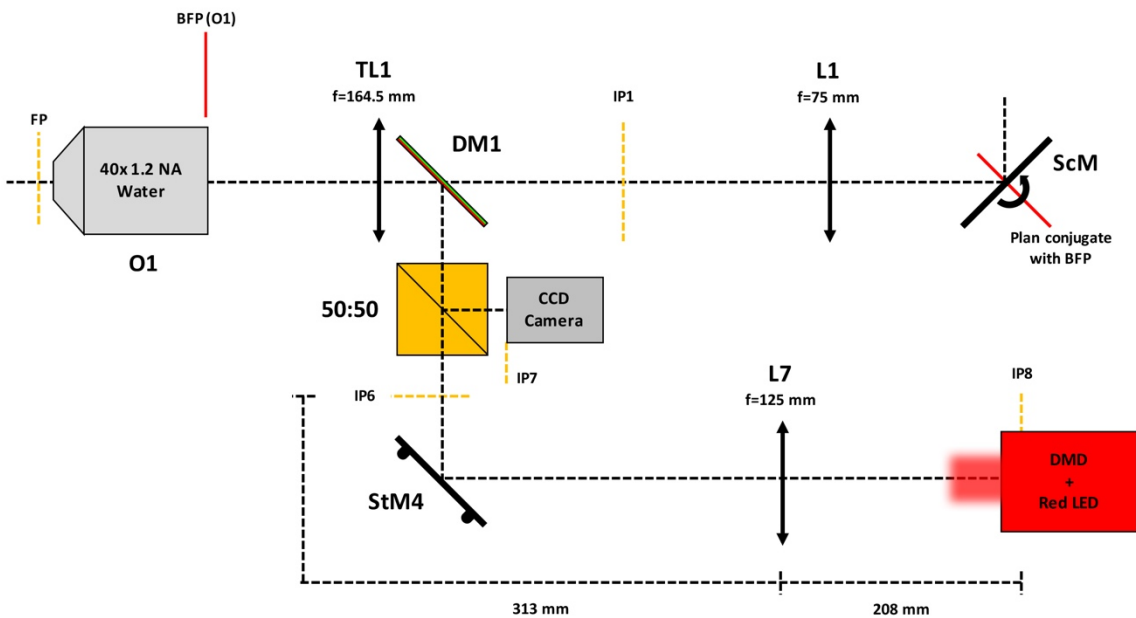 BFP (O1)
TL1
f=164.5 mm
L1
f=75 mm
IP1
FP
DM1
ScM
40x 1.2 NA
Water
O1
Plan conjugate
with BFP
50:50
CCD
Camera
IP7
L7
f=125 mm
IP6
IP8
StM4
DMD
+
Red LED
313 mm
208 mm